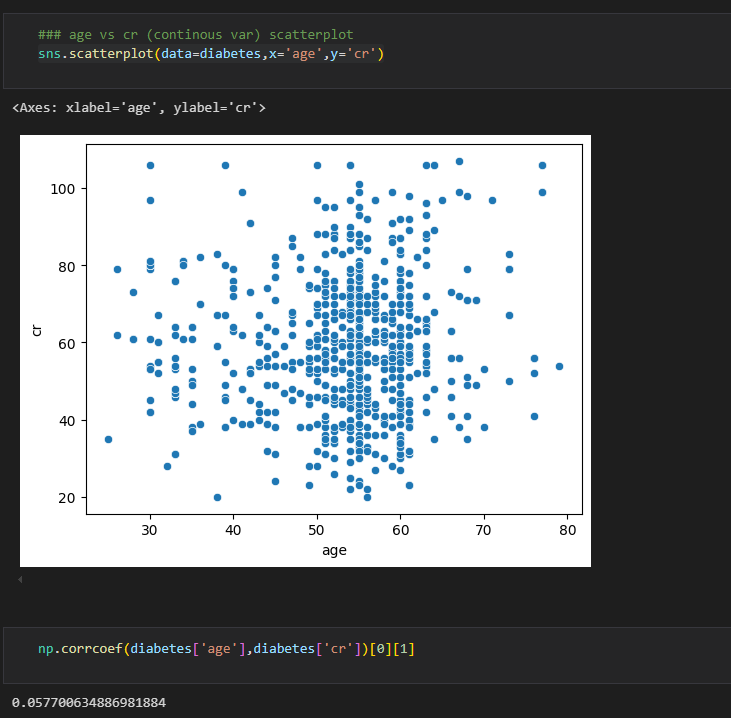 ### age vs cr (continous var) scatterplot
sns.scatterplot(data=diabetes,x='age',y='cr')
<Axes: xlabel='age', ylabel='cr'>
100
80
cr
60
40
20
30 40 50 60 70 80
age
np.corrcoef(diabetes['age'],diabetes['cr'])[0][1]
0.057700634886981884